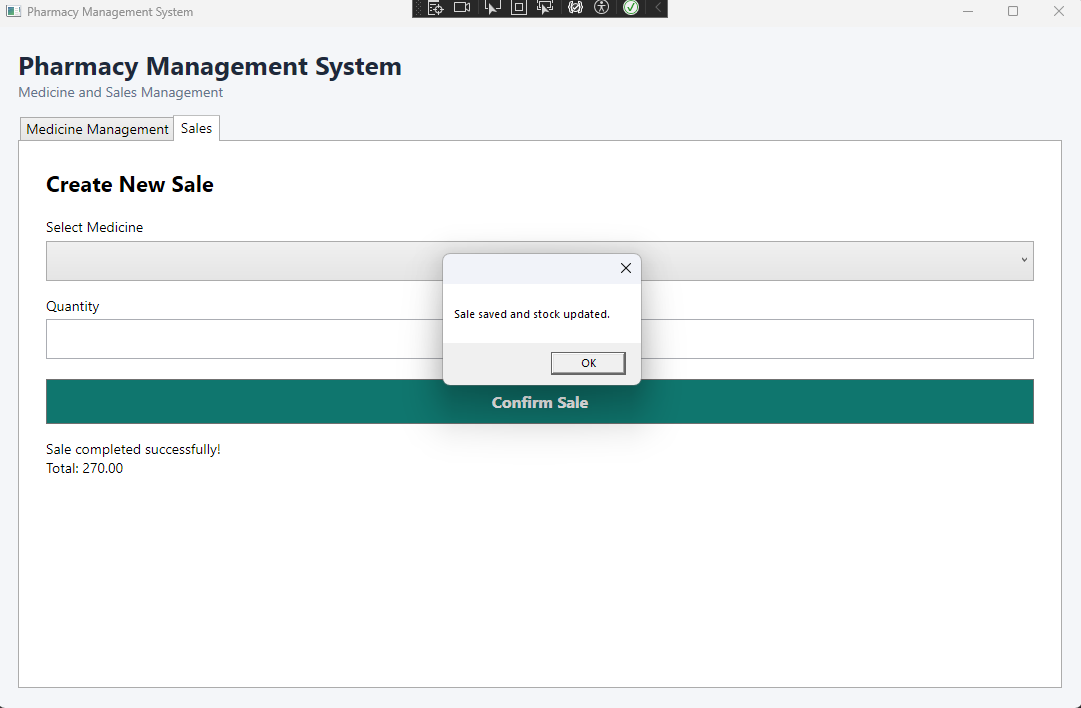 Pharmacy Management System
Pharmacy Management System
Medicine and Sales Management
Medicine Management
Sales
Create New Sale
Select Medicine
Quantity
Sale saved and stock updated.
OK
Confirm Sale
Sale completed successfully!
Total: 270.00